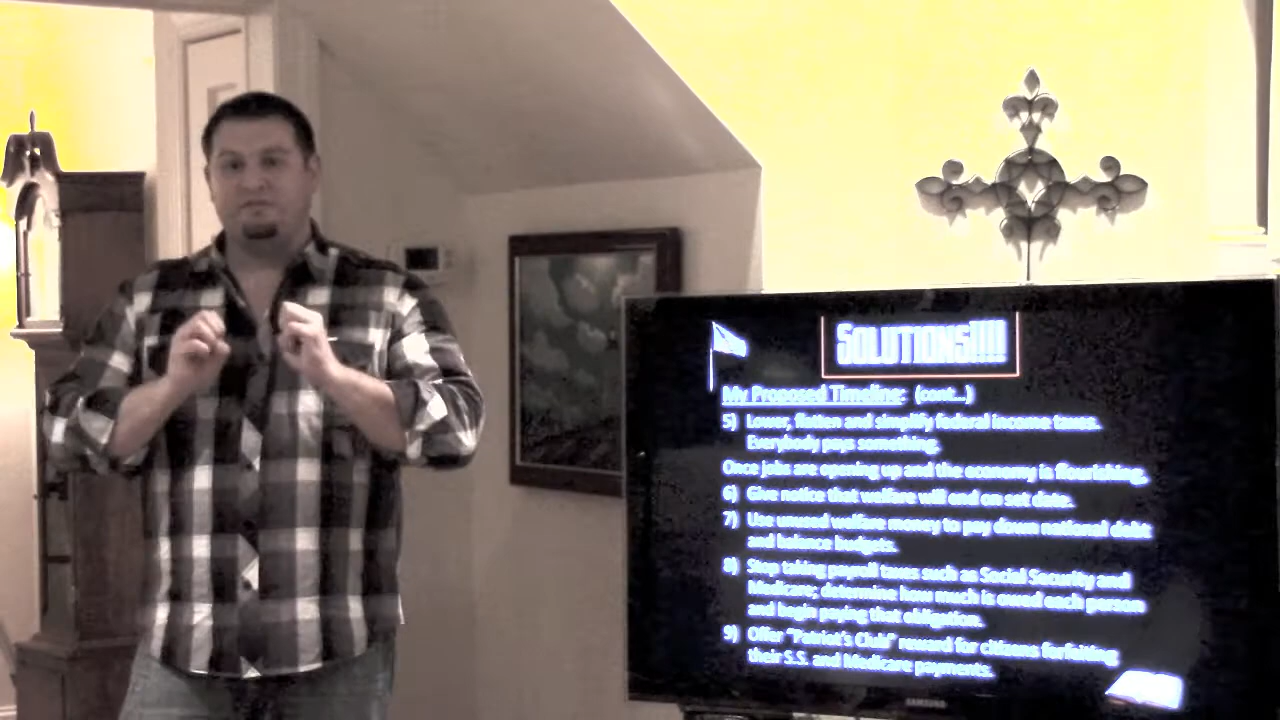 SOLUTIONS!!!!
My Proposed Timeline: (cont...)
5) Lower, flatten and simplify federal income taxes.
Everybody pays something.
Once jobs are opening up and the economy is flourishing.
6) Give notice that welfare will end on set date.
7) Use unused welfare money to pay down national debt
and balance budgets.
8) Stop taking payroll taxes such as Social Security and
Medicare; determine how much is owed each person
and begin paying that obligation.
9) Offer "Patriot's Club" reward for citizens forfeiting
their S.S. and Medicare payments.
SAMSUNG